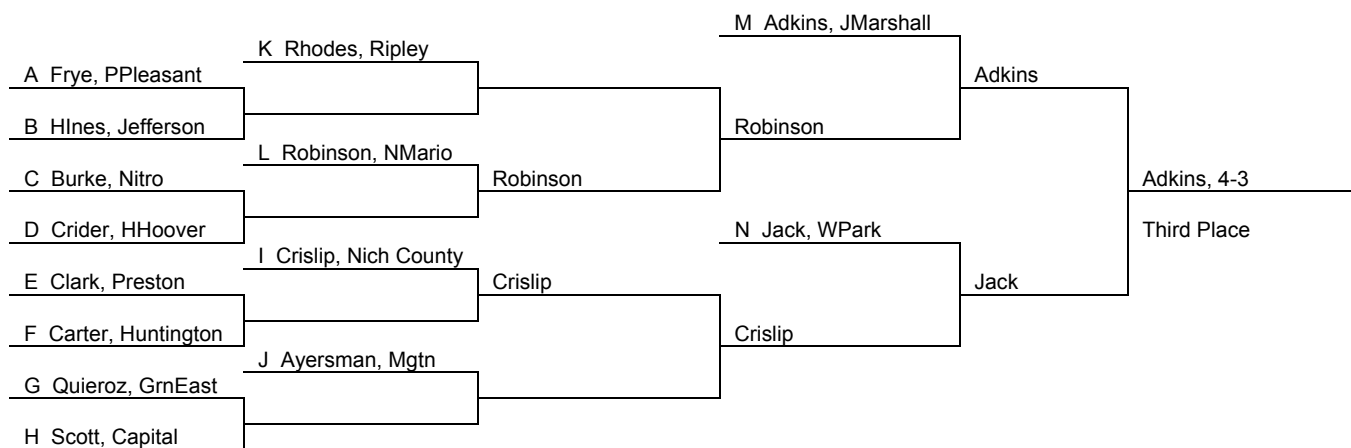 M Adkins, JMarshall
K Rhodes, Ripley
A Frye, PPleasant
Adkins
B HInes, Jefferson
Robinson
L Robinson, NMario
C Burke, Nitro
Robinson
Adkins, 4-3
D Crider, HHoover
N Jack, WPark
Third Place
I Crislip, Nich County
E Clark, Preston
Crislip
Jack
F Carter, Huntington
Crislip
J Ayersman, Mgtn
G Quieroz, GrnEast
H Scott, Capital